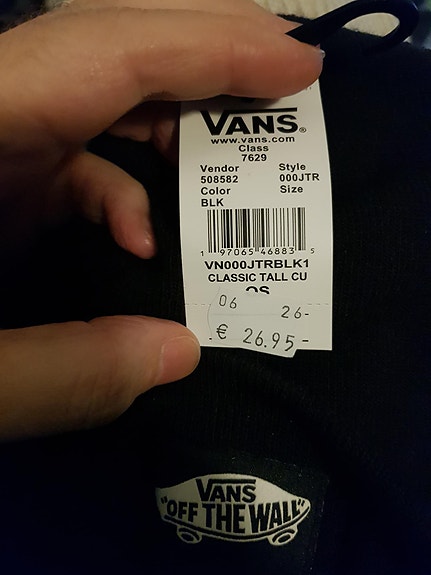 VANS®
www.vans.com
Class
7629
Vendor Style
508582 000JTR
Color Size
BLK
1 97065 46883 5
VN000JTRBLK1
CLASSIC TALL CU
OS
06 26-
€ 26.95-
VANS
"OFF THE WALL"